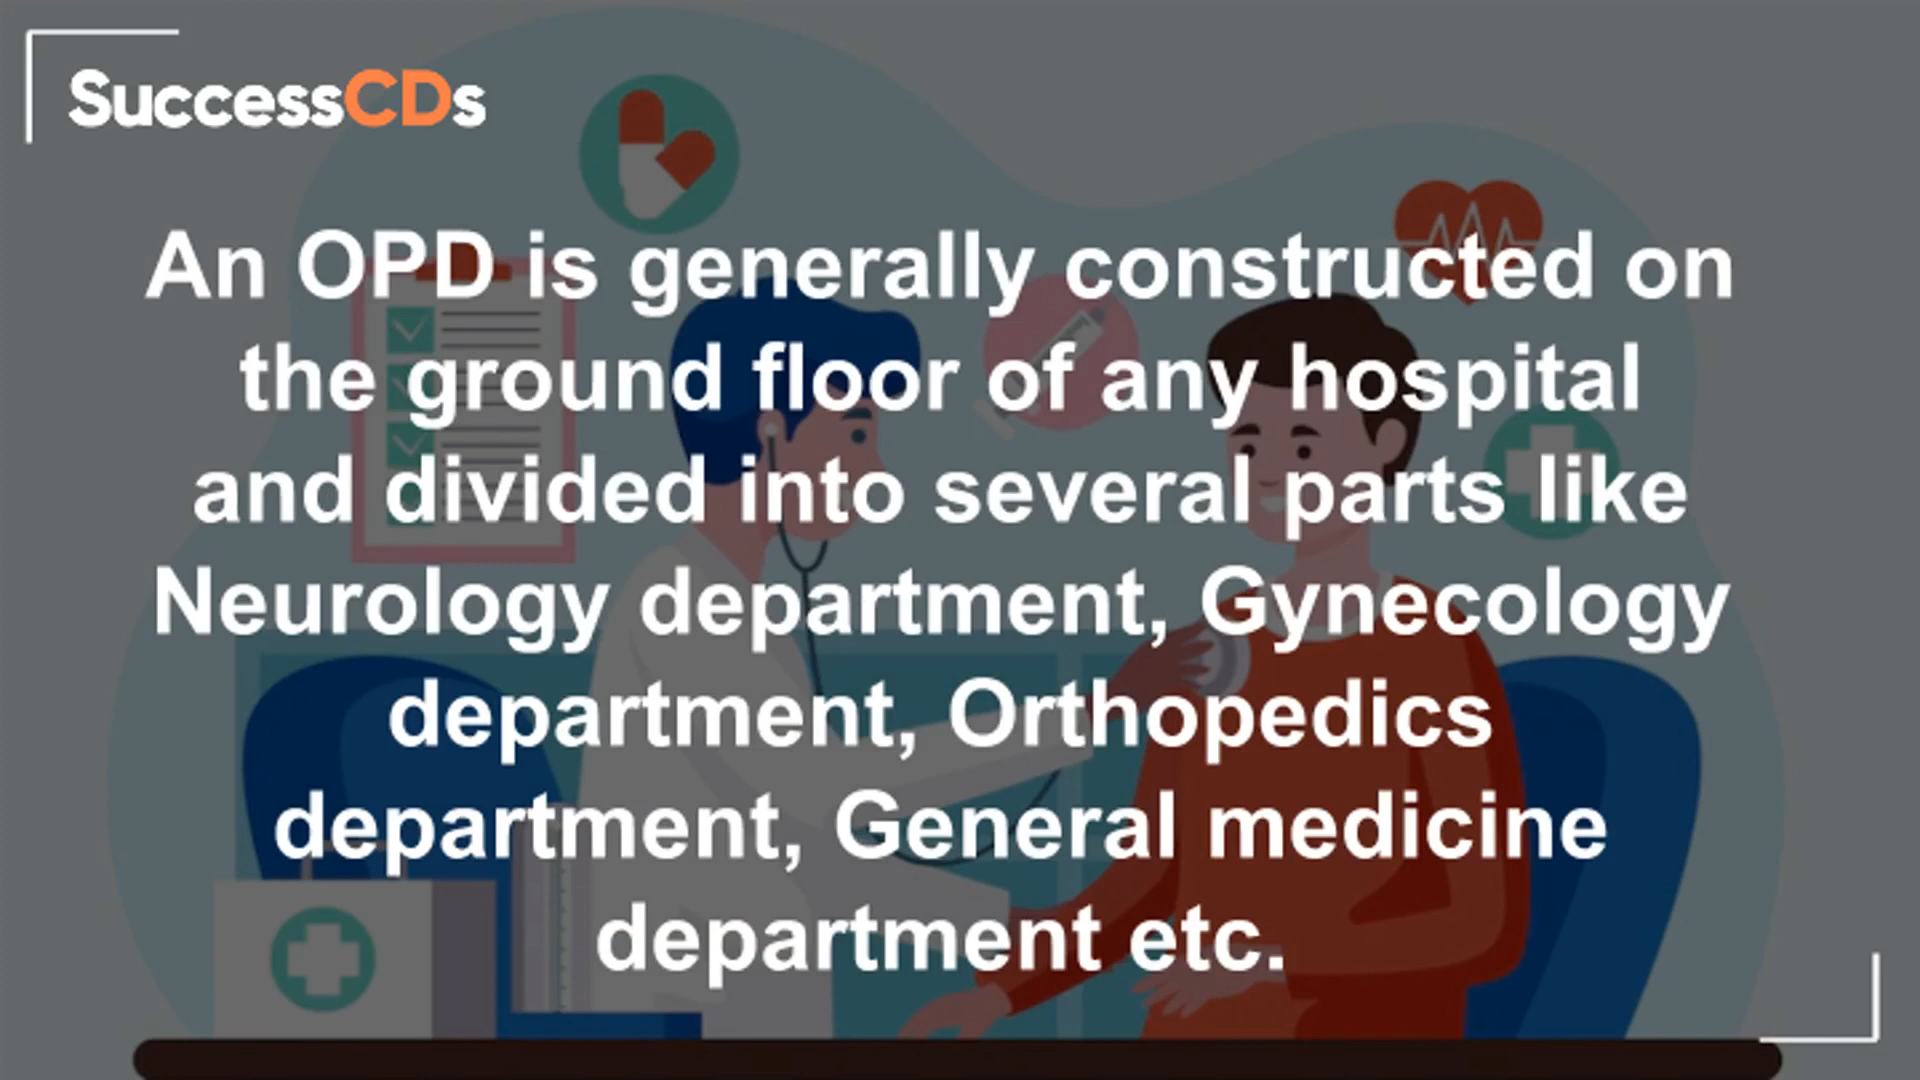 SuccessCDs
An OPD is generally constructed on
the ground floor of any hospital
and divided into several parts like
Neurology department, Gynecology
department, Orthopedics
department, General medicine
department etc.